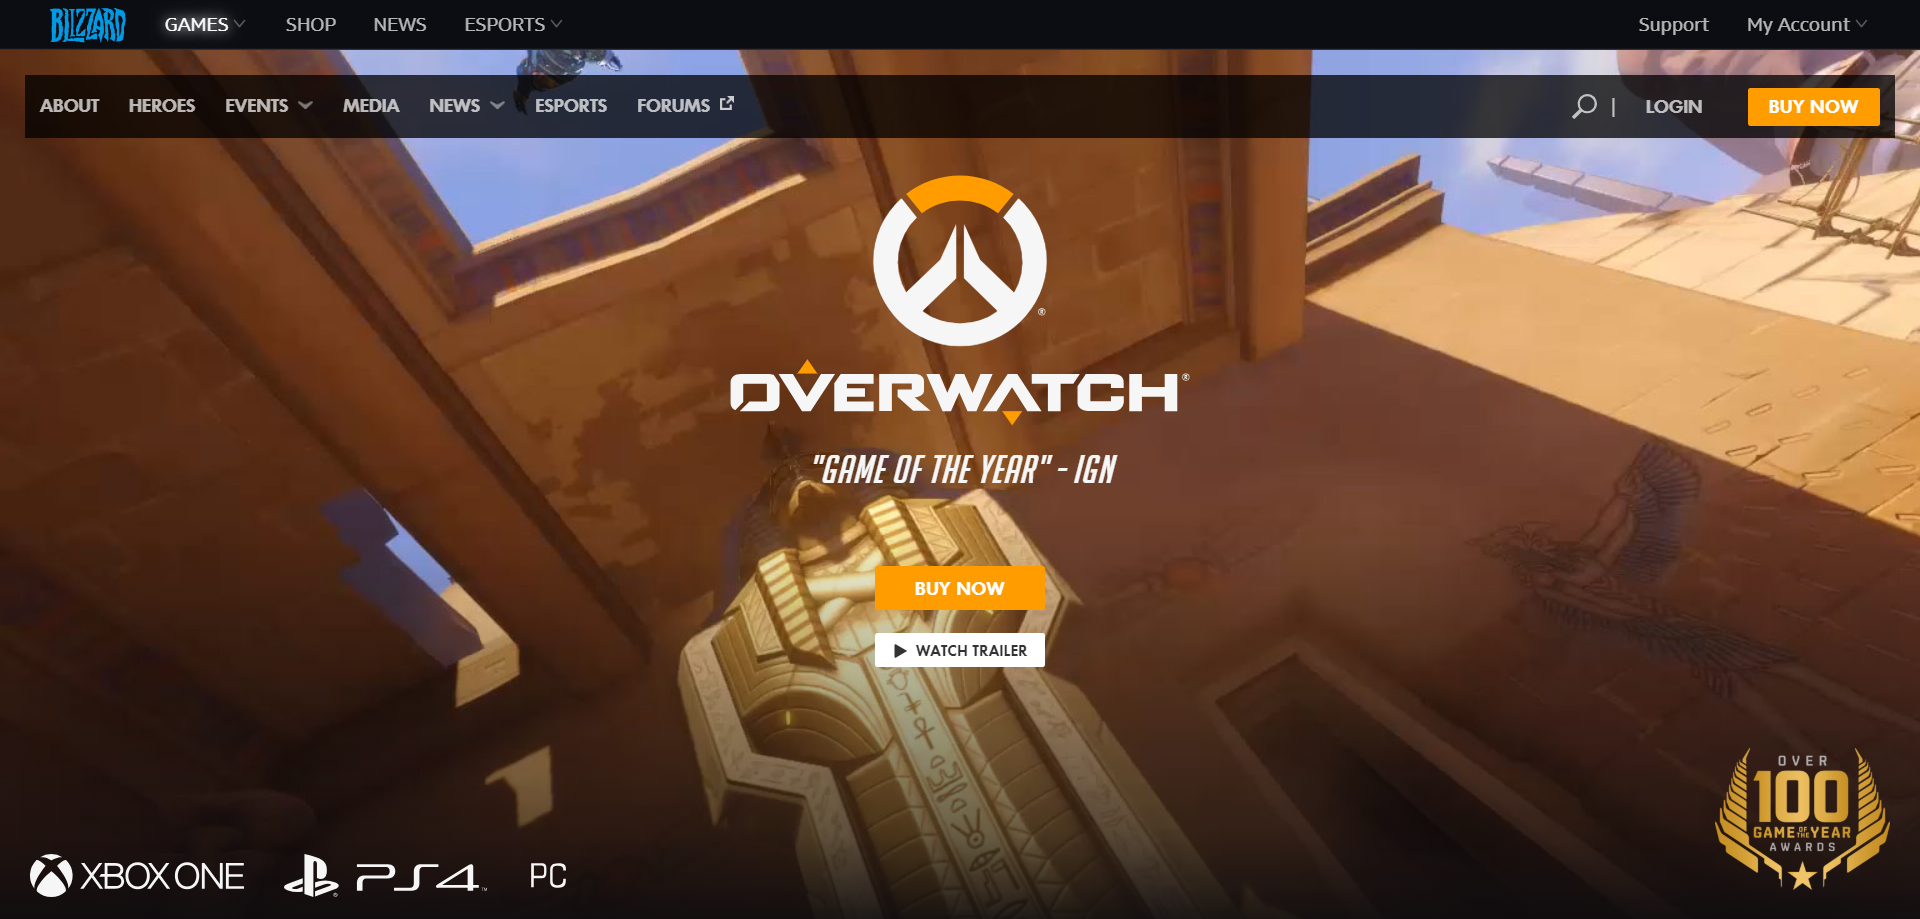 BLIZZARD GAMES SHOP NEWS ESPORTS Support My Account
ABOUT HEROES EVENTS MEDIA NEWS ESPORTS FORUMS | LOGIN BUY NOW
®
OVERWATCH®
"GAME OF THE YEAR" - IGN
BUY NOW
WATCH TRAILER
OVER
100
GAME OF THE YEAR
AWARDS
XBOX ONE PS4™ PC